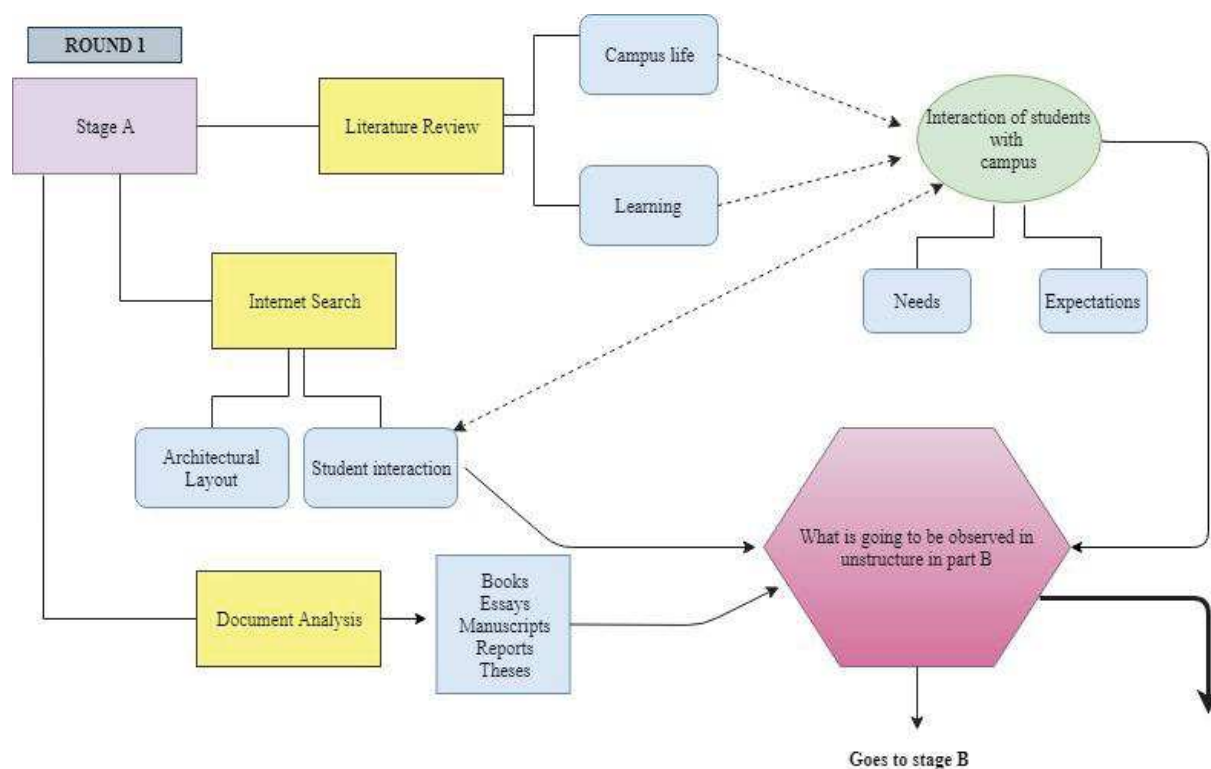 ROUND 1
Stage A
Literature Review
Campus life
Learning
Interaction of students
with
campus
Needs
Expectations
Internet Search
Architectural
Layout
Student interaction
What is going to be observed in
unstructure in part B
Document Analysis
Books
Essays
Manuscripts
Reports
Theses
Goes to stage B